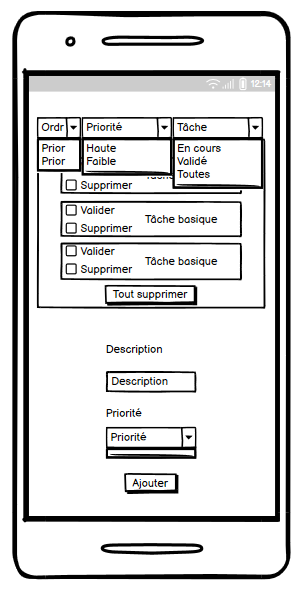 12:14
Ordr Priorité Tâche
Prior Haute En cours
Prior Faible Validé
Toutes
Supprimer
Valider
Tâche basique
Supprimer
Valider
Tâche basique
Supprimer
Tout supprimer
Description
Description
Priorité
Priorité
Ajouter